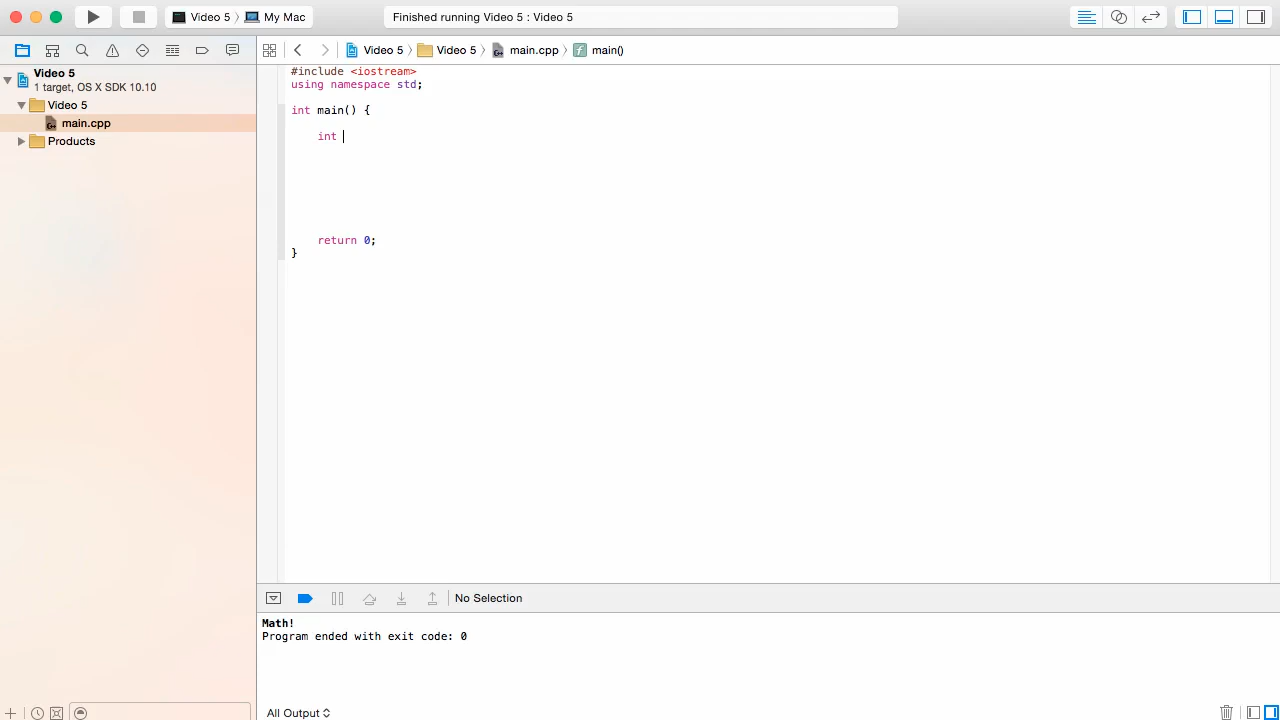 Video 5 〉 My Mac
Finished running Video 5 : Video 5
Video 5 〉 Video 5 〉 main.cpp 〉 main()
Video 5
1 target, OS X SDK 10.10
Video 5
main.cpp
Products
#include <iostream>
using namespace std;
int main() {
int
return 0;
}
No Selection
Math!
Program ended with exit code: 0
All Output